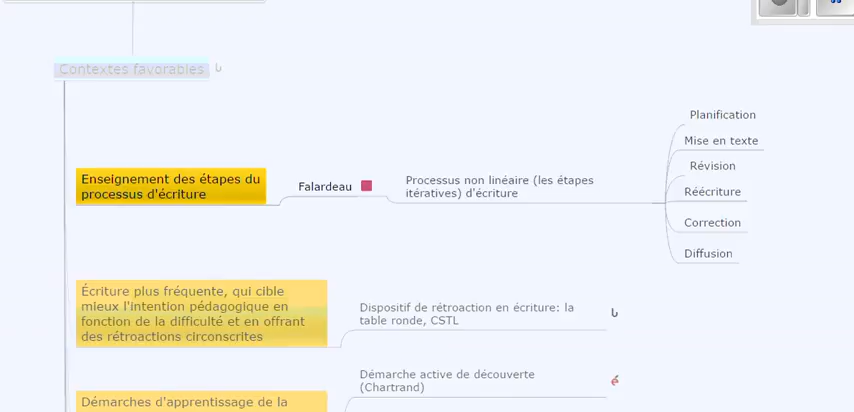 Contextes favorables
Enseignement des étapes du
processus d'écriture
Falardeau
Processus non linéaire (les étapes
itératives) d'écriture
Planification
Mise en texte
Révision
Réécriture
Correction
Diffusion
Écriture plus fréquente, qui cible
mieux l'intention pédagogique en
fonction de la difficulté et en offrant
des rétroactions circonscrites
Dispositif de rétroaction en écriture: la
table ronde, CSTL
Démarche active de découverte
(Chartrand)
Démarches d'apprentissage de la